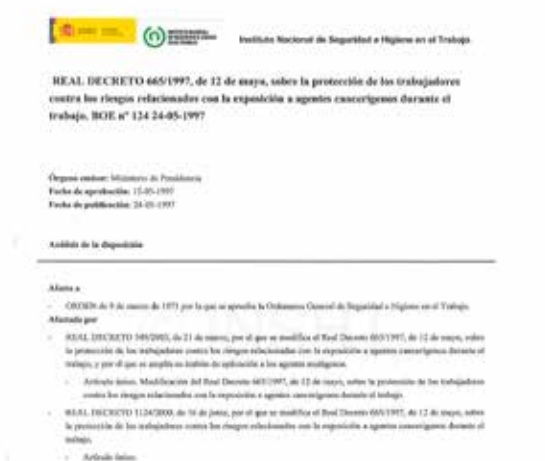 Instituto Nacional de Seguridad e Higiene en el Trabajo
REAL DECRETO 665/1997, de 12 de mayo, sobre la protección de los trabajadores
contra los riesgos relacionados con la exposición a agentes cancerígenos durante el
trabajo. BOE nº 124 24-05-1997
Órgano emisor: Ministerio de Presidencia
Fecha de aprobación: 12-05-1997
Fecha de publicación: 24-05-1997
Análisis de la disposición
Afecta a
- ORDEN de 9 de marzo de 1971 por la que se aprueba la Ordenanza General de Seguridad e Higiene en el Trabajo.
Afectado por
- REAL DECRETO 349/2003, de 21 de marzo, por el que se modifica el Real Decreto 665/1997, de 12 de mayo, sobre
la protección de los trabajadores contra los riesgos relacionados con la exposición a agentes cancerígenos durante el
trabajo, y por el que se amplía su ámbito de aplicación a los agentes mutágenos.
- Artículo único. Modificación del Real Decreto 665/1997, de 12 de mayo, sobre la protección de los trabajadores
contra los riesgos relacionados con la exposición a agentes cancerígenos durante el trabajo.
- REAL DECRETO 1124/2000, de 16 de junio, por el que se modifica el Real Decreto 665/1997, de 12 de mayo, sobre
la protección de los trabajadores contra los riesgos relacionados con la exposición a agentes cancerígenos durante el
trabajo.
- Artículo único.